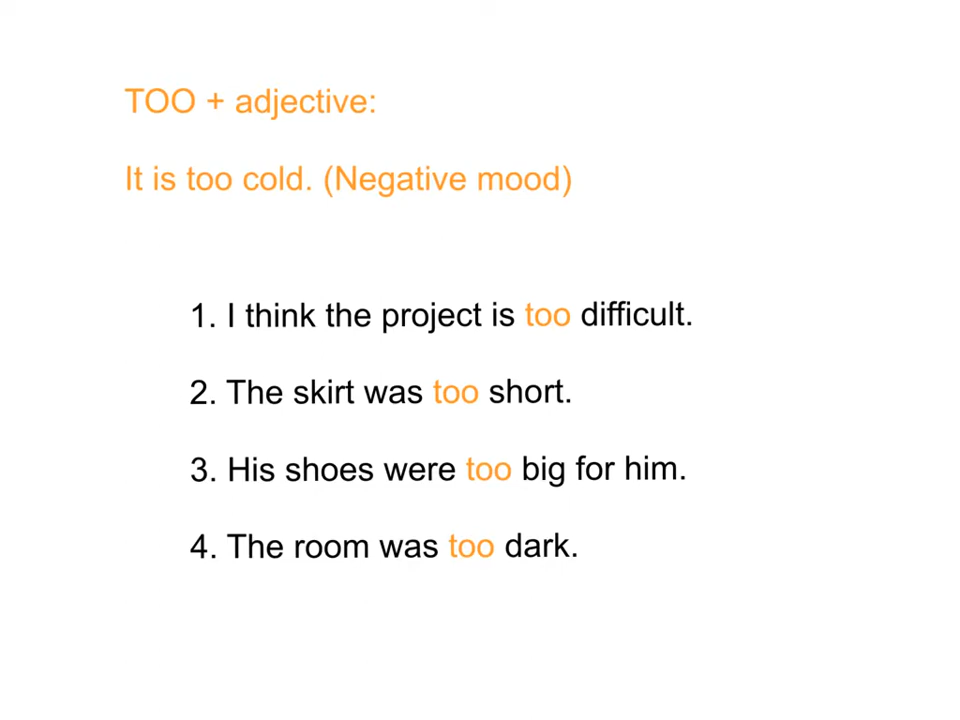 TOO + adjective:
It is too cold. (Negative mood)
1. I think the project is too difficult.
2. The skirt was too short.
3. His shoes were too big for him.
4. The room was too dark.